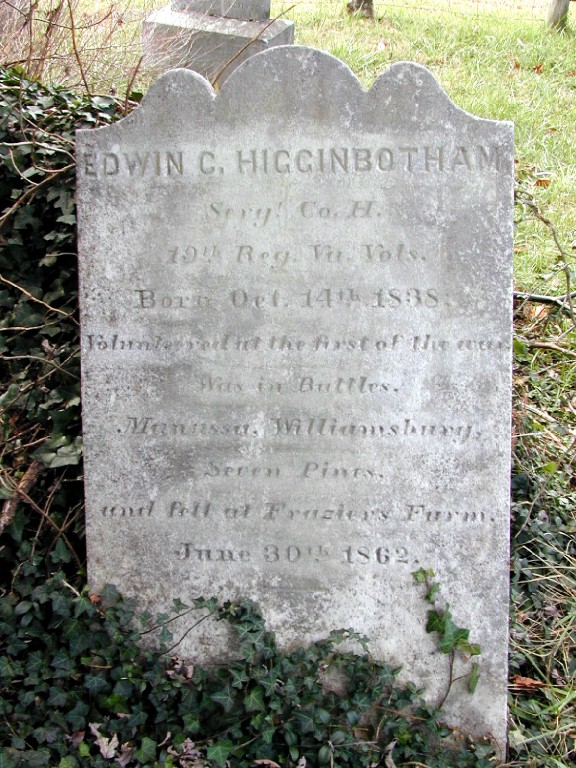 EDWIN C. HIGGINBOTHAM
Sergt. Co. H.
19th Reg. Va. Vols.
Born Oct. 14th 1838.
Volunteered at the first of the war
Was in Battles.
Manassa, Williamsburg,
Seven Pines.
and fell at Fraziers Farm.
June 30th 1862.